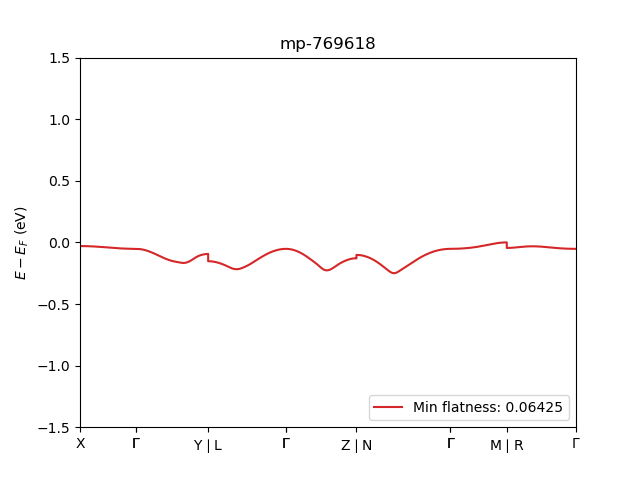 mp-769618
1.5
1.0
0.5
0.0
−0.5
−1.0
−1.5
E − E_F (eV)
Min flatness: 0.06425
X Γ Y | L Γ Z | N Γ M | R Γ